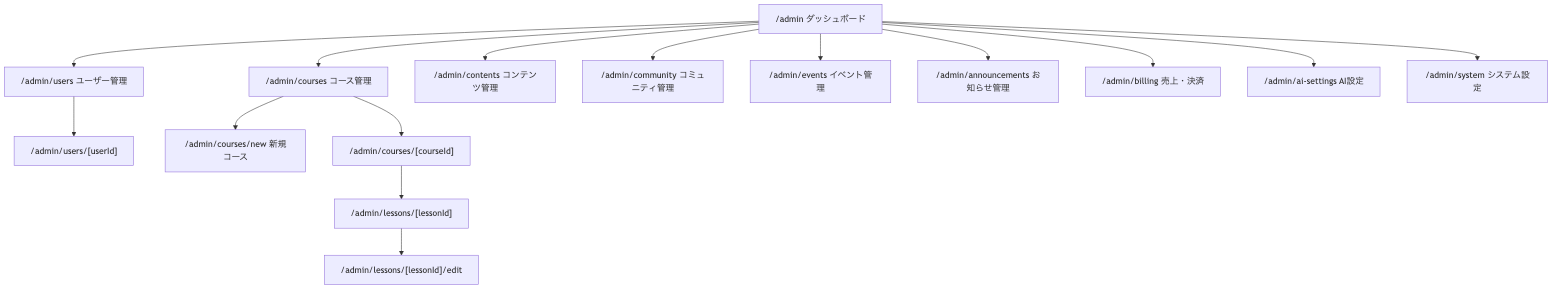 /admin ダッシュボード
/admin/users ユーザー管理
/admin/courses コース管理
/admin/contents コンテン
ツ管理
/admin/community コミュ
ニティ管理
/admin/events イベント管
理
/admin/announcements お
知らせ管理
/admin/billing 売上・決済
/admin/ai-settings AI設定
/admin/system システム設
定
/admin/users/[userId]
/admin/courses/new 新規
コース
/admin/courses/[courseId]
/admin/lessons/[lessonId]
/admin/lessons/[lessonId]/edit